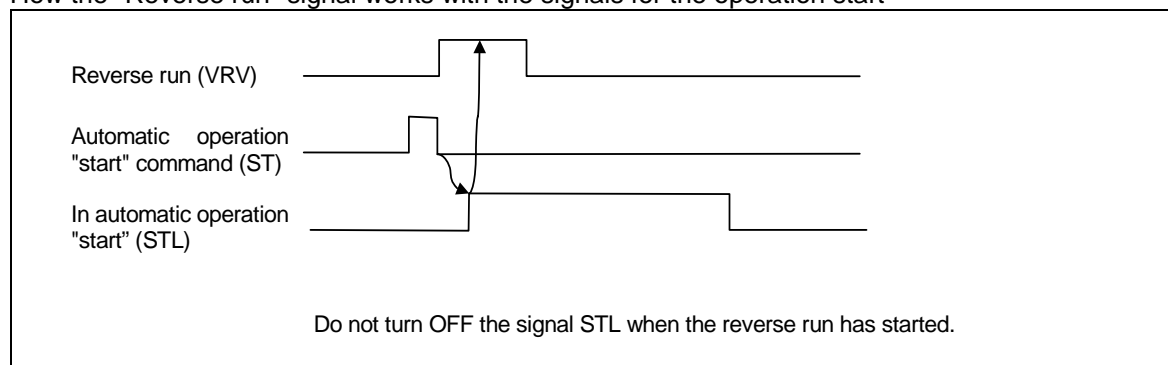 How the "Reverse run" signal works with the signals for the operation start
Reverse run (VRV)
Automatic operation
"start" command (ST)
In automatic operation
"start" (STL)
Do not turn OFF the signal STL when the reverse run has started.